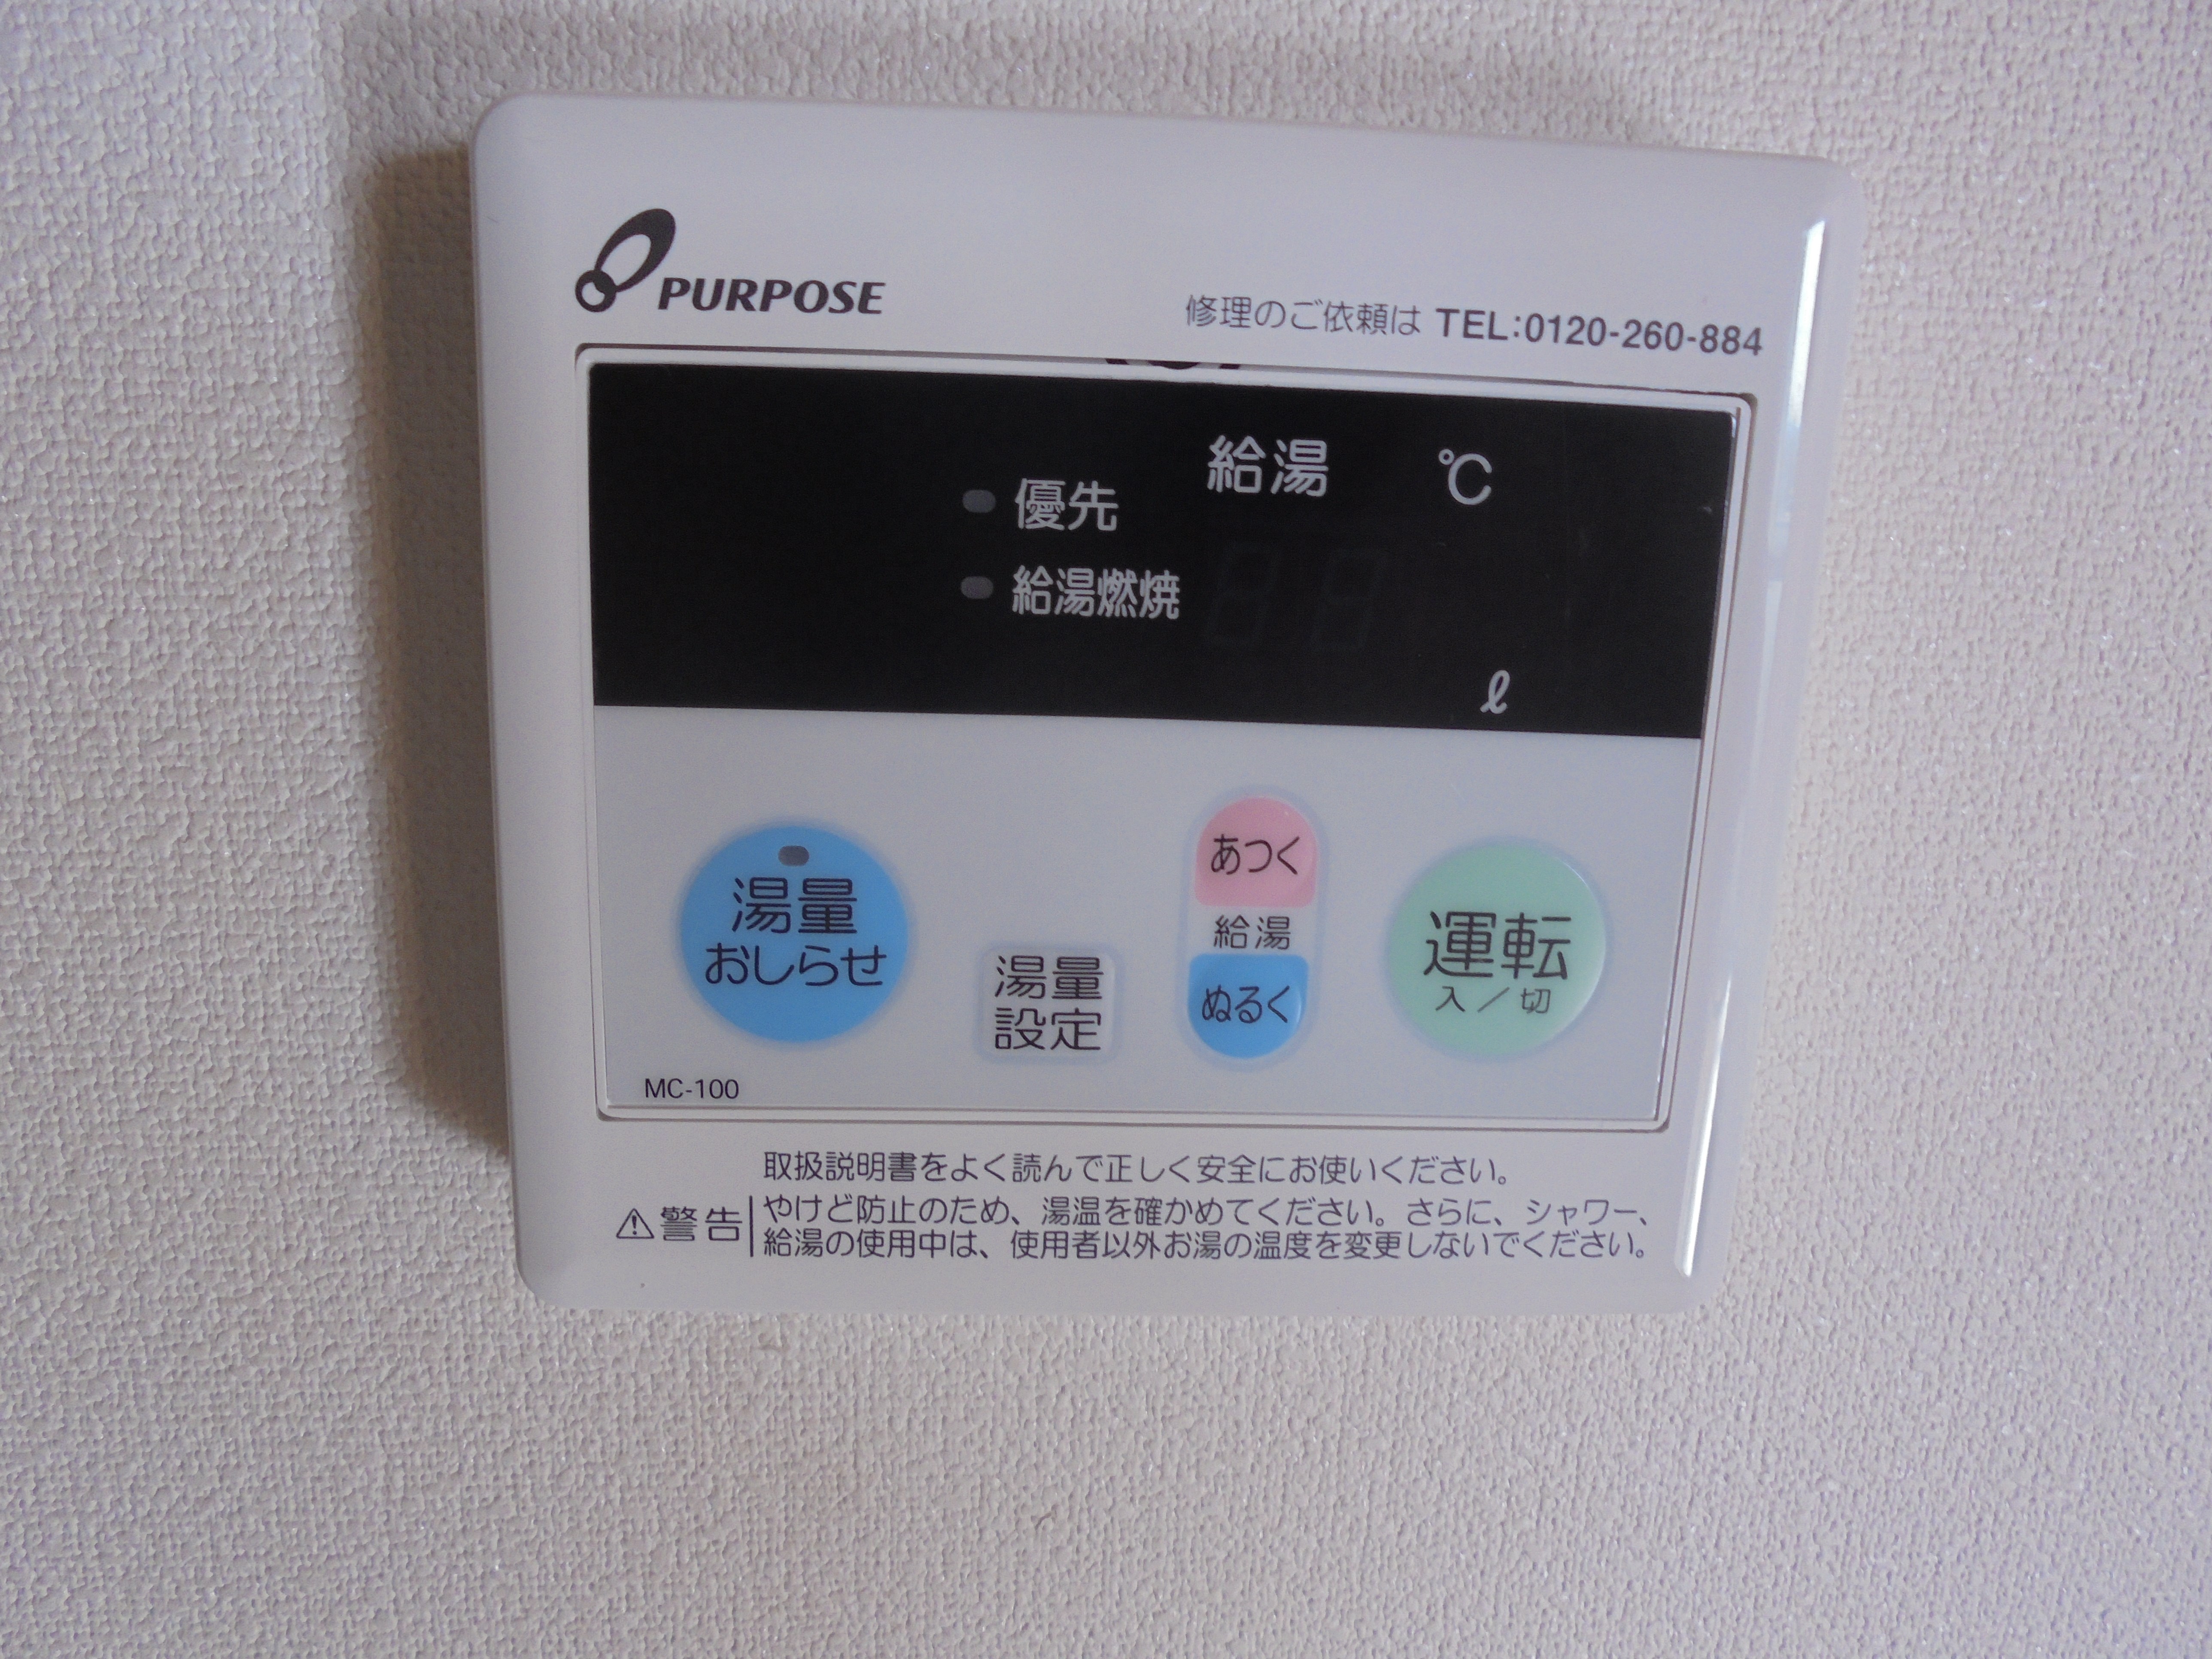 PURPOSE
修理のご依頼は TEL:0120-260-884
給湯 ℃
優先
給湯燃焼
ℓ
湯量
おしらせ
湯量
設定
あつく
給湯
ぬるく
運転
入／切
MC-100
取扱説明書をよく読んで正しく安全にお使いください。
⚠警告 やけど防止のため、湯温を確かめてください。さらに、シャワー、
給湯の使用中は、使用者以外お湯の温度を変更しないでください。